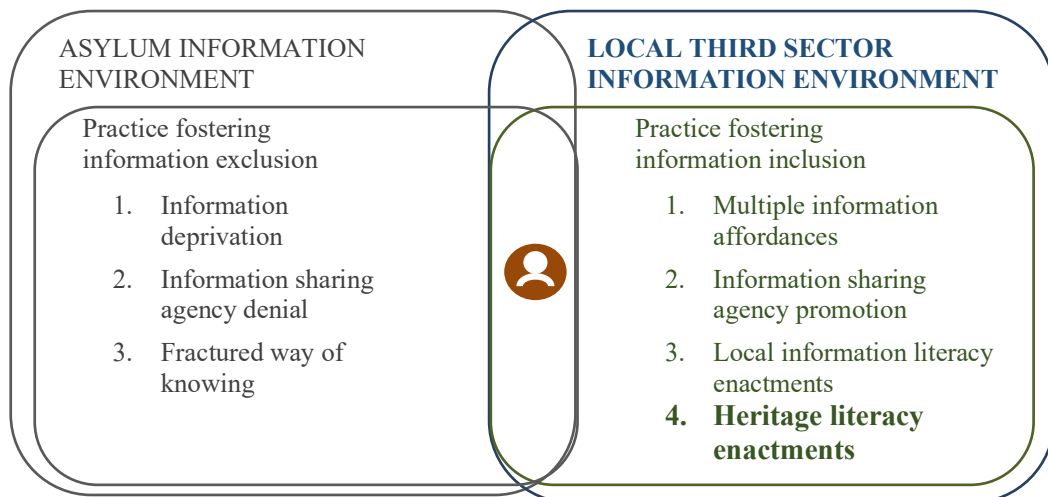 ASYLUM INFORMATION
ENVIRONMENT
Practice fostering
information exclusion
1. Information
deprivation
2. Information sharing
agency denial
3. Fractured way of
knowing
LOCAL THIRD SECTOR
INFORMATION ENVIRONMENT
Practice fostering
information inclusion
1. Multiple information
affordances
2. Information sharing
agency promotion
3. Local information literacy
enactments
4. Heritage literacy
enactments